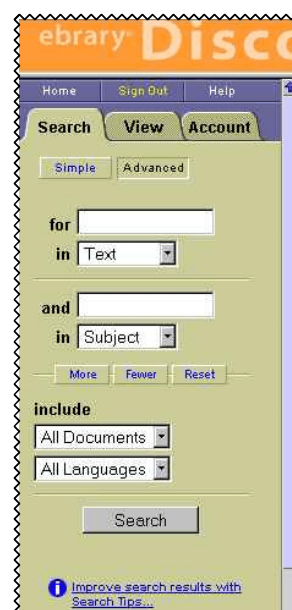 ebrary Disco
Home Sign Out Help
Search View Account
Simple Advanced
for
in Text
and
in Subject
More Fewer Reset
include
All Documents
All Languages
Search
Improve search results with
Search Tips...